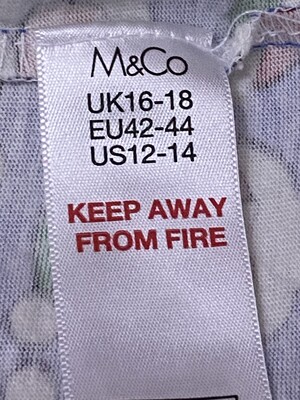 M&Co
UK16-18
EU42-44
US12-14
KEEP AWAY
FROM FIRE